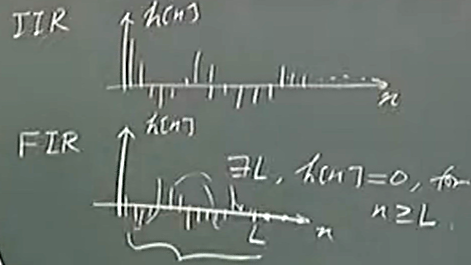 IIR h[n]
n
FIR h[n]
∃L, h[n]=0, for
n≥L.
L n